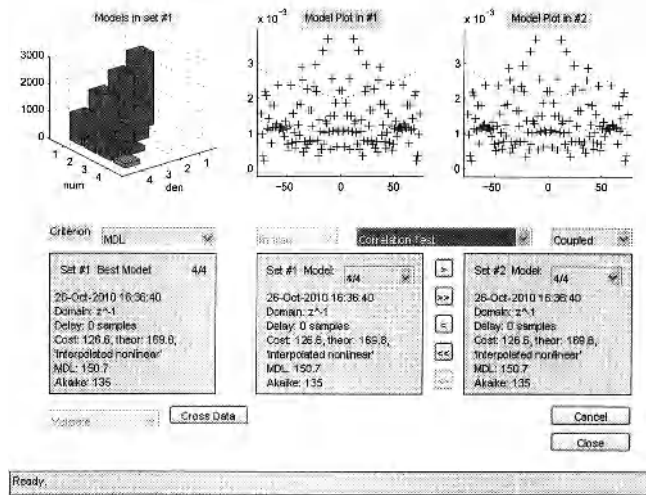 Models in set #1
Model Plot in #1
Model Plot in #2
x 10^-3
x 10^-3
3000
2000
1000
0
1
2
3
4
num
4
3
2
1
den
3
2
1
0
-50
0
50
3
2
1
0
-50
0
50
Criterion
MDL
Correlation Test
Coupled
Set #1 Best Model: 4/4
26-Oct-2010 16:36:40
Domain: z^-1
Delay: 0 samples
Cost: 126.6, theor: 169.8,
'Interpolated nonlinear'
MDL: 150.7
Akaike: 135
Set #1 Model: 4/4
26-Oct-2010 16:36:40
Domain: z^-1
Delay: 0 samples
Cost: 126.6, theor: 169.8,
'Interpolated nonlinear'
MDL: 150.7
Akaike: 135
>
>>
<
<<
Set #2 Model: 4/4
26-Oct-2010 16:36:40
Domain: z^-1
Delay: 0 samples
Cost: 126.6, theor: 169.8,
'Interpolated nonlinear'
MDL: 150.7
Akaike: 135
Cross Data
Cancel
Close
Ready.